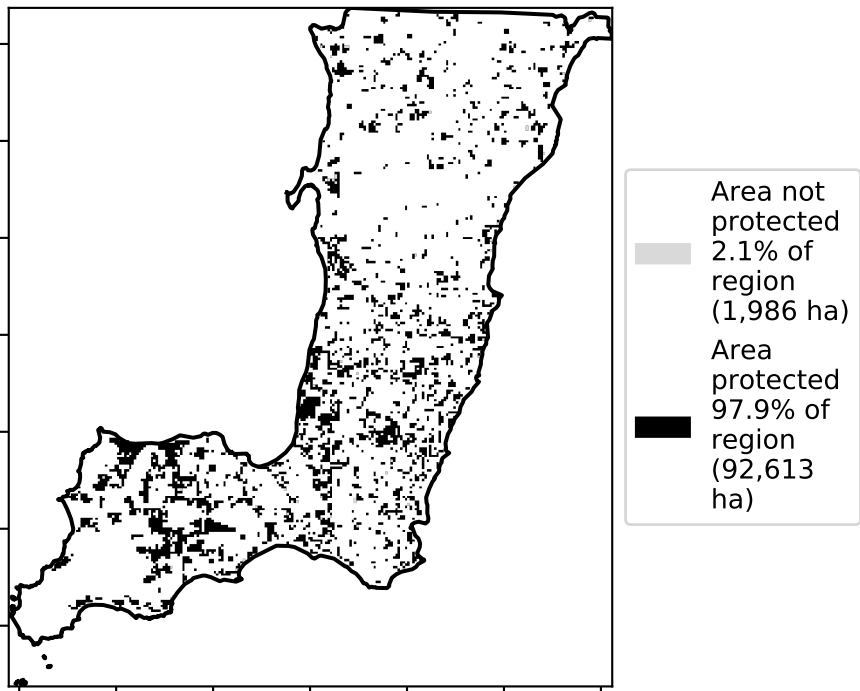 Area not
protected
2.1% of
region
(1,986 ha)
Area
protected
97.9% of
region
(92,613
ha)